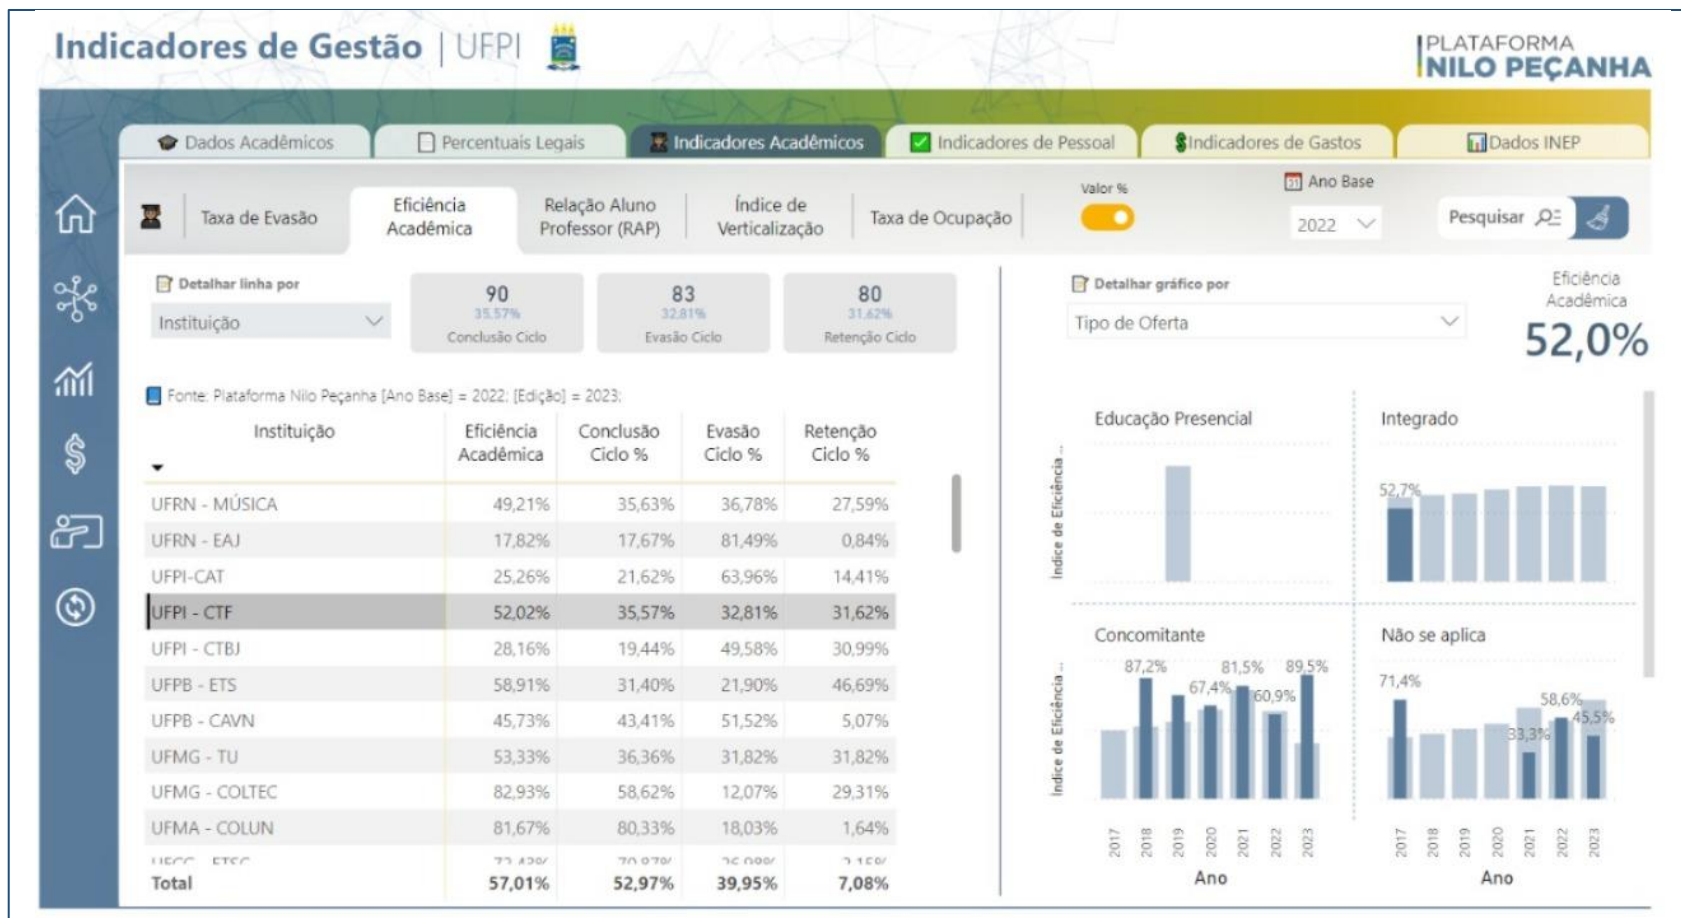 Indicadores de Gestão | UFPI
PLATAFORMA
NILO PEÇANHA
Dados Acadêmicos
Percentuais Legais
Indicadores Acadêmicos
Indicadores de Pessoal
Indicadores de Gastos
Dados INEP
Taxa de Evasão
Eficiência
Acadêmica
Relação Aluno
Professor (RAP)
Índice de
Verticalização
Taxa de Ocupação
Valor %
Ano Base
2022
Pesquisar
Detalhar linha por
Instituição
90
35.57%
Conclusão Ciclo
83
32.81%
Evasão Ciclo
80
31.62%
Retenção Ciclo
Detalhar gráfico por
Tipo de Oferta
Eficiência
Acadêmica
52,0%
Fonte: Plataforma Nilo Peçanha [Ano Base] = 2022; [Edição] = 2023;
Instituição Eficiência Acadêmica Conclusão Ciclo % Evasão Ciclo % Retenção Ciclo %
UFRN - MÚSICA 49,21% 35,63% 36,78% 27,59%
UFRN - EAJ 17,82% 17,67% 81,49% 0,84%
UFPI-CAT 25,26% 21,62% 63,96% 14,41%
UFPI - CTF 52,02% 35,57% 32,81% 31,62%
UFPI - CTBJ 28,16% 19,44% 49,58% 30,99%
UFPB - ETS 58,91% 31,40% 21,90% 46,69%
UFPB - CAVN 45,73% 43,41% 51,52% 5,07%
UFMG - TU 53,33% 36,36% 31,82% 31,82%
UFMG - COLTEC 82,93% 58,62% 12,07% 29,31%
UFMA - COLUN 81,67% 80,33% 18,03% 1,64%
Total 57,01% 52,97% 39,95% 7,08%
Educação Presencial
Índice de Eficiência ...
Integrado
52,7%
Concomitante
Índice de Eficiência ...
87,2%
67,4%
81,5%
60,9%
89,5%
2017 2018 2019 2020 2021 2022 2023
Ano
Não se aplica
71,4%
33,3%
58,6%
45,5%
2017 2018 2019 2020 2021 2022 2023
Ano